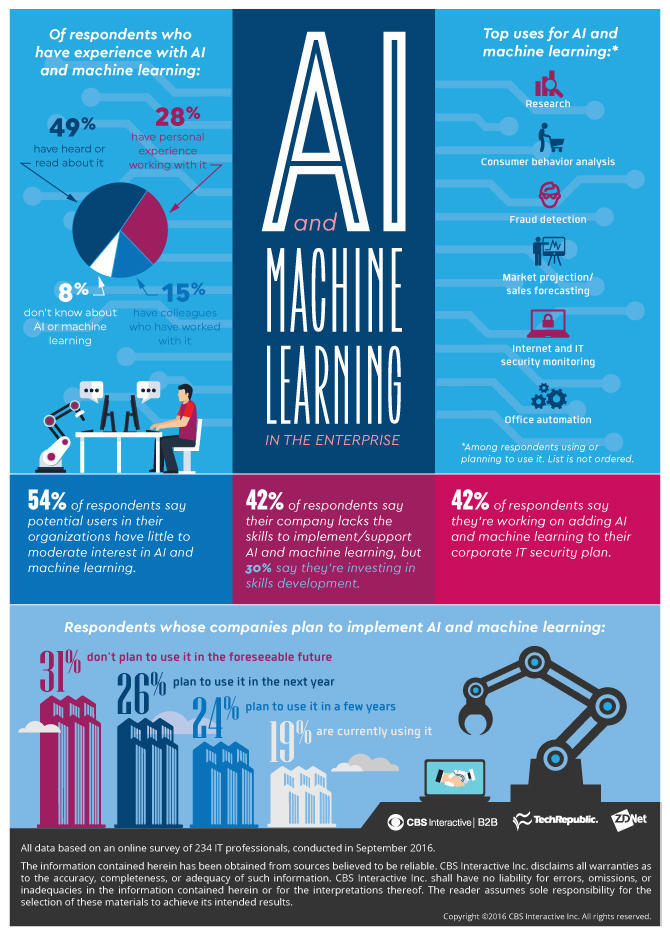 Of respondents who
have experience with AI
and machine learning:
49%
have heard or
read about it
28%
have personal
experience
working with it
8%
don't know about
AI or machine
learning
15%
have colleagues
who have worked
with it
AI
and
MACHINE
LEARNING
IN THE ENTERPRISE
Top uses for AI and
machine learning:*
Research
Consumer behavior analysis
Fraud detection
Market projection/
sales forecasting
Internet and IT
security monitoring
Office automation
*Among respondents using or
planning to use it. List is not ordered.
54% of respondents say
potential users in their
organizations have little to
moderate interest in AI and
machine learning.
42% of respondents say
their company lacks the
skills to implement/support
AI and machine learning, but
30% say they're investing in
skills development.
42% of respondents say
they're working on adding AI
and machine learning to their
corporate IT security plan.
Respondents whose companies plan to implement AI and machine learning:
31% don't plan to use it in the foreseeable future
26% plan to use it in the next year
24% plan to use it in a few years
19% are currently using it
CBS Interactive | B2B
TechRepublic.
ZDNet
All data based on an online survey of 234 IT professionals, conducted in September 2016.
The information contained herein has been obtained from sources believed to be reliable. CBS Interactive Inc. disclaims all warranties as
to the accuracy, completeness, or adequacy of such information. CBS Interactive Inc. shall have no liability for errors, omissions, or
inadequacies in the information contained herein or for the interpretations thereof. The reader assumes sole responsibility for the
selection of these materials to achieve its intended results.
Copyright ©2016 CBS Interactive Inc. All rights reserved.